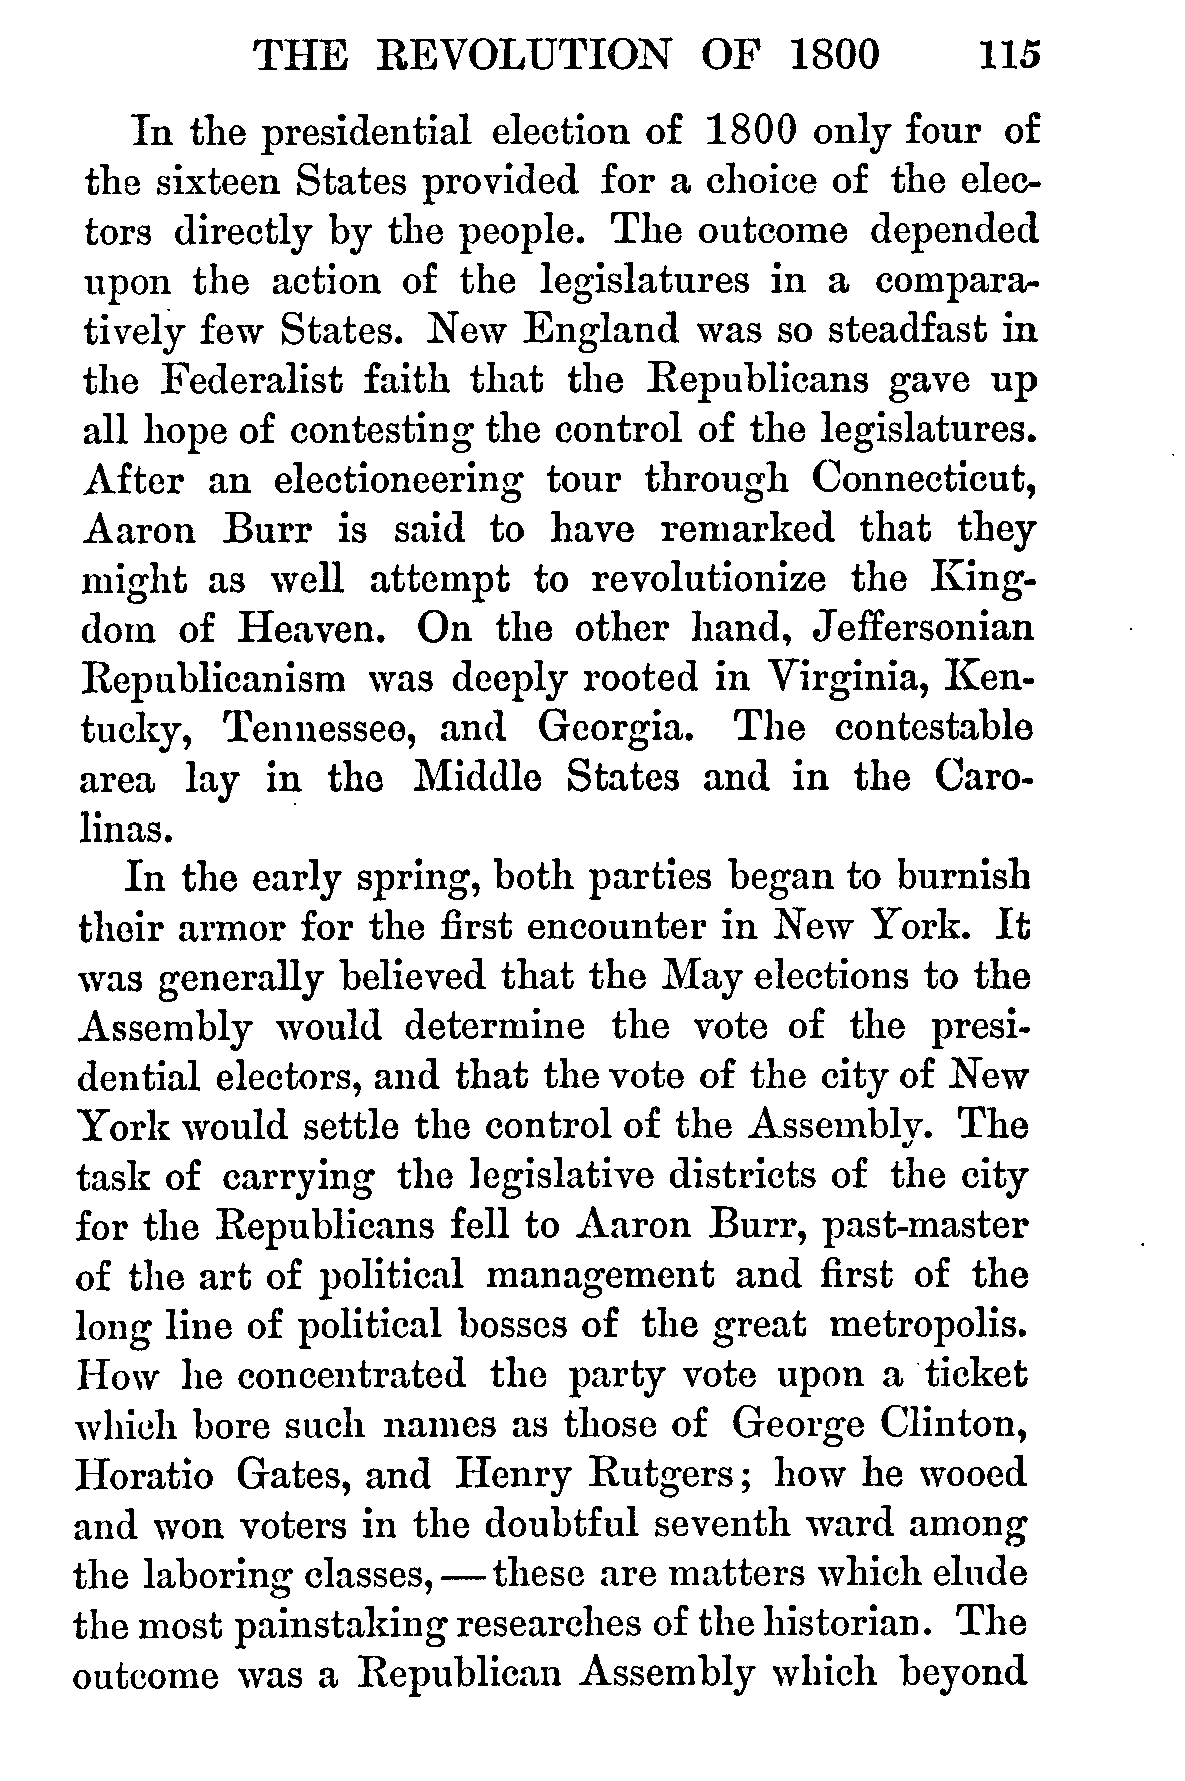 THE REVOLUTION OF 1800 115
In the presidential election of 1800 only four of
the sixteen States provided for a choice of the elec-
tors directly by the people. The outcome depended
upon the action of the legislatures in a compara-
tively few States. New England was so steadfast in
the Federalist faith that the Republicans gave up
all hope of contesting the control of the legislatures.
After an electioneering tour through Connecticut,
Aaron Burr is said to have remarked that they
might as well attempt to revolutionize the King-
dom of Heaven. On the other hand, Jeffersonian
Republicanism was deeply rooted in Virginia, Ken-
tucky, Tennessee, and Georgia. The contestable
area lay in the Middle States and in the Caro-
linas.
In the early spring, both parties began to burnish
their armor for the first encounter in New York. It
was generally believed that the May elections to the
Assembly would determine the vote of the presi-
dential electors, and that the vote of the city of New
York would settle the control of the Assembly. The
task of carrying the legislative districts of the city
for the Republicans fell to Aaron Burr, past-master
of the art of political management and first of the
long line of political bosses of the great metropolis.
How he concentrated the party vote upon a ticket
which bore such names as those of George Clinton,
Horatio Gates, and Henry Rutgers; how he wooed
and won voters in the doubtful seventh ward among
the laboring classes,—these are matters which elude
the most painstaking researches of the historian. The
outcome was a Republican Assembly which beyond